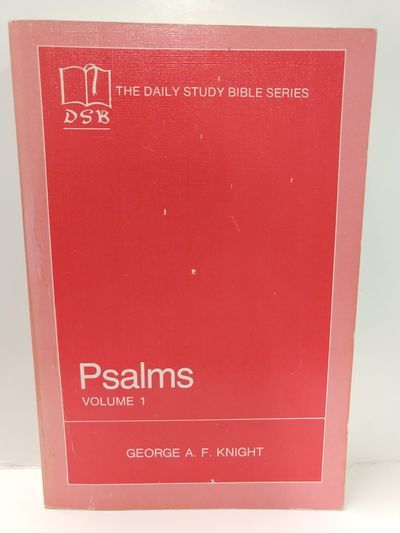 THE DAILY STUDY BIBLE SERIES
DSB
Psalms
VOLUME 1
GEORGE A. F. KNIGHT